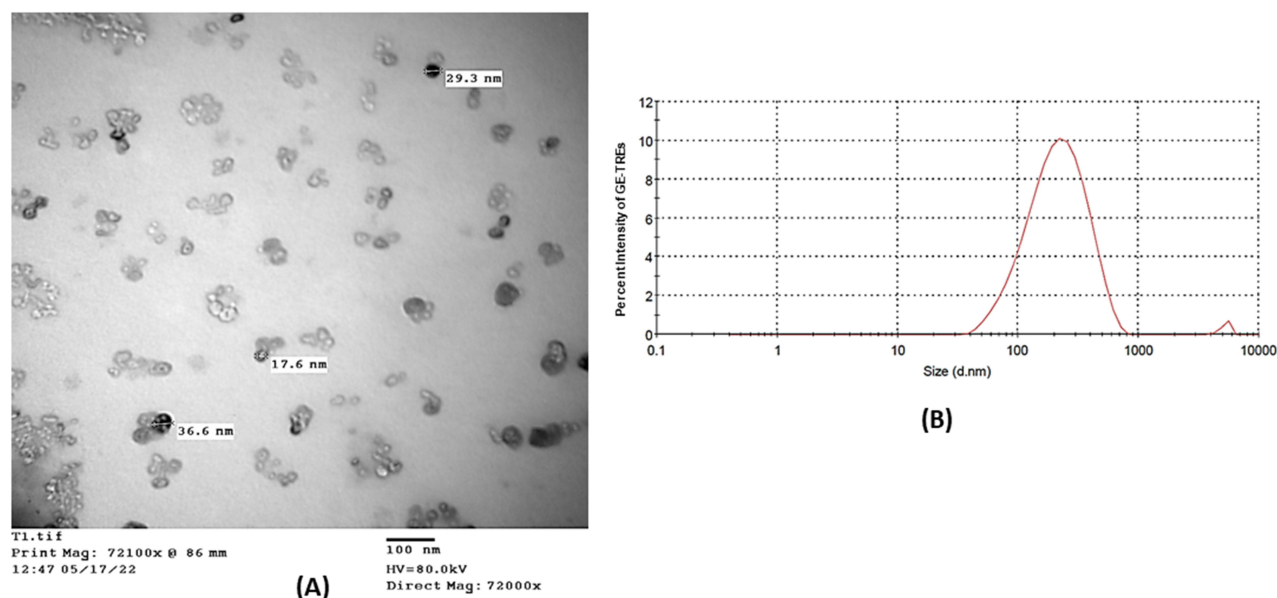 29.3 nm
17.6 nm
36.6 nm
T1.tif
Print Mag: 72100x @ 86 mm
12:47 05/17/22
100 nm
HV=80.0kV
Direct Mag: 72000x
(A)
Percent Intensity of GE-TREs
12
10
8
6
4
2
0
0.1
1
10
100
1000
10000
Size (d.nm)
(B)